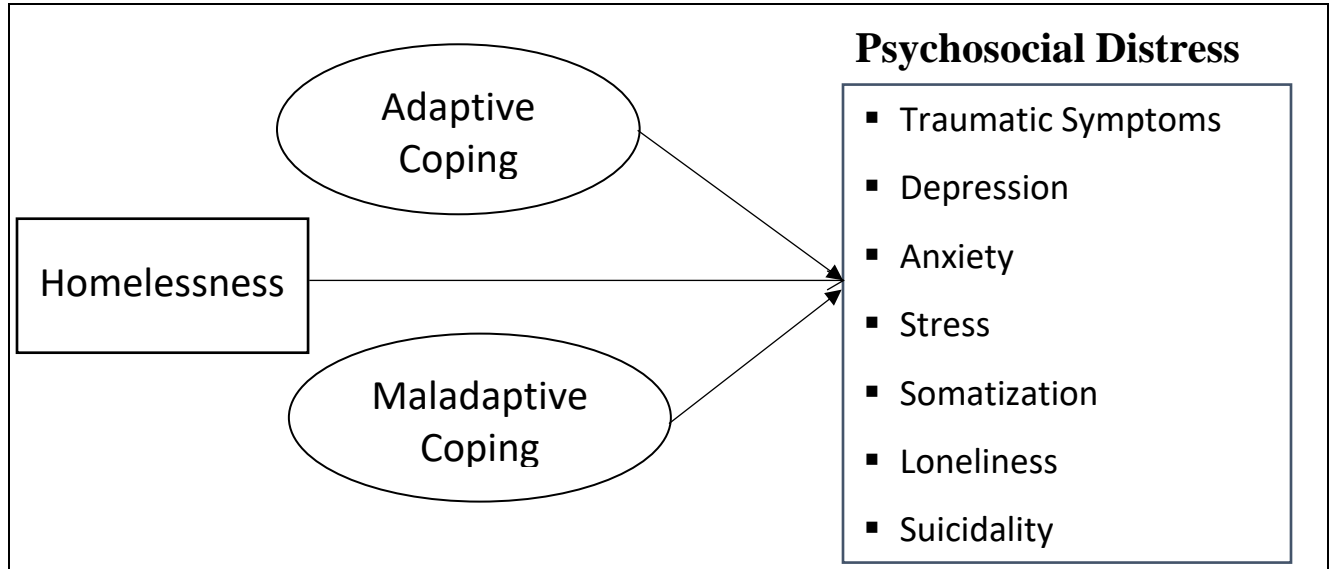 Psychosocial Distress
Adaptive
Coping
Homelessness
Maladaptive
Coping
▪ Traumatic Symptoms
▪ Depression
▪ Anxiety
▪ Stress
▪ Somatization
▪ Loneliness
▪ Suicidality